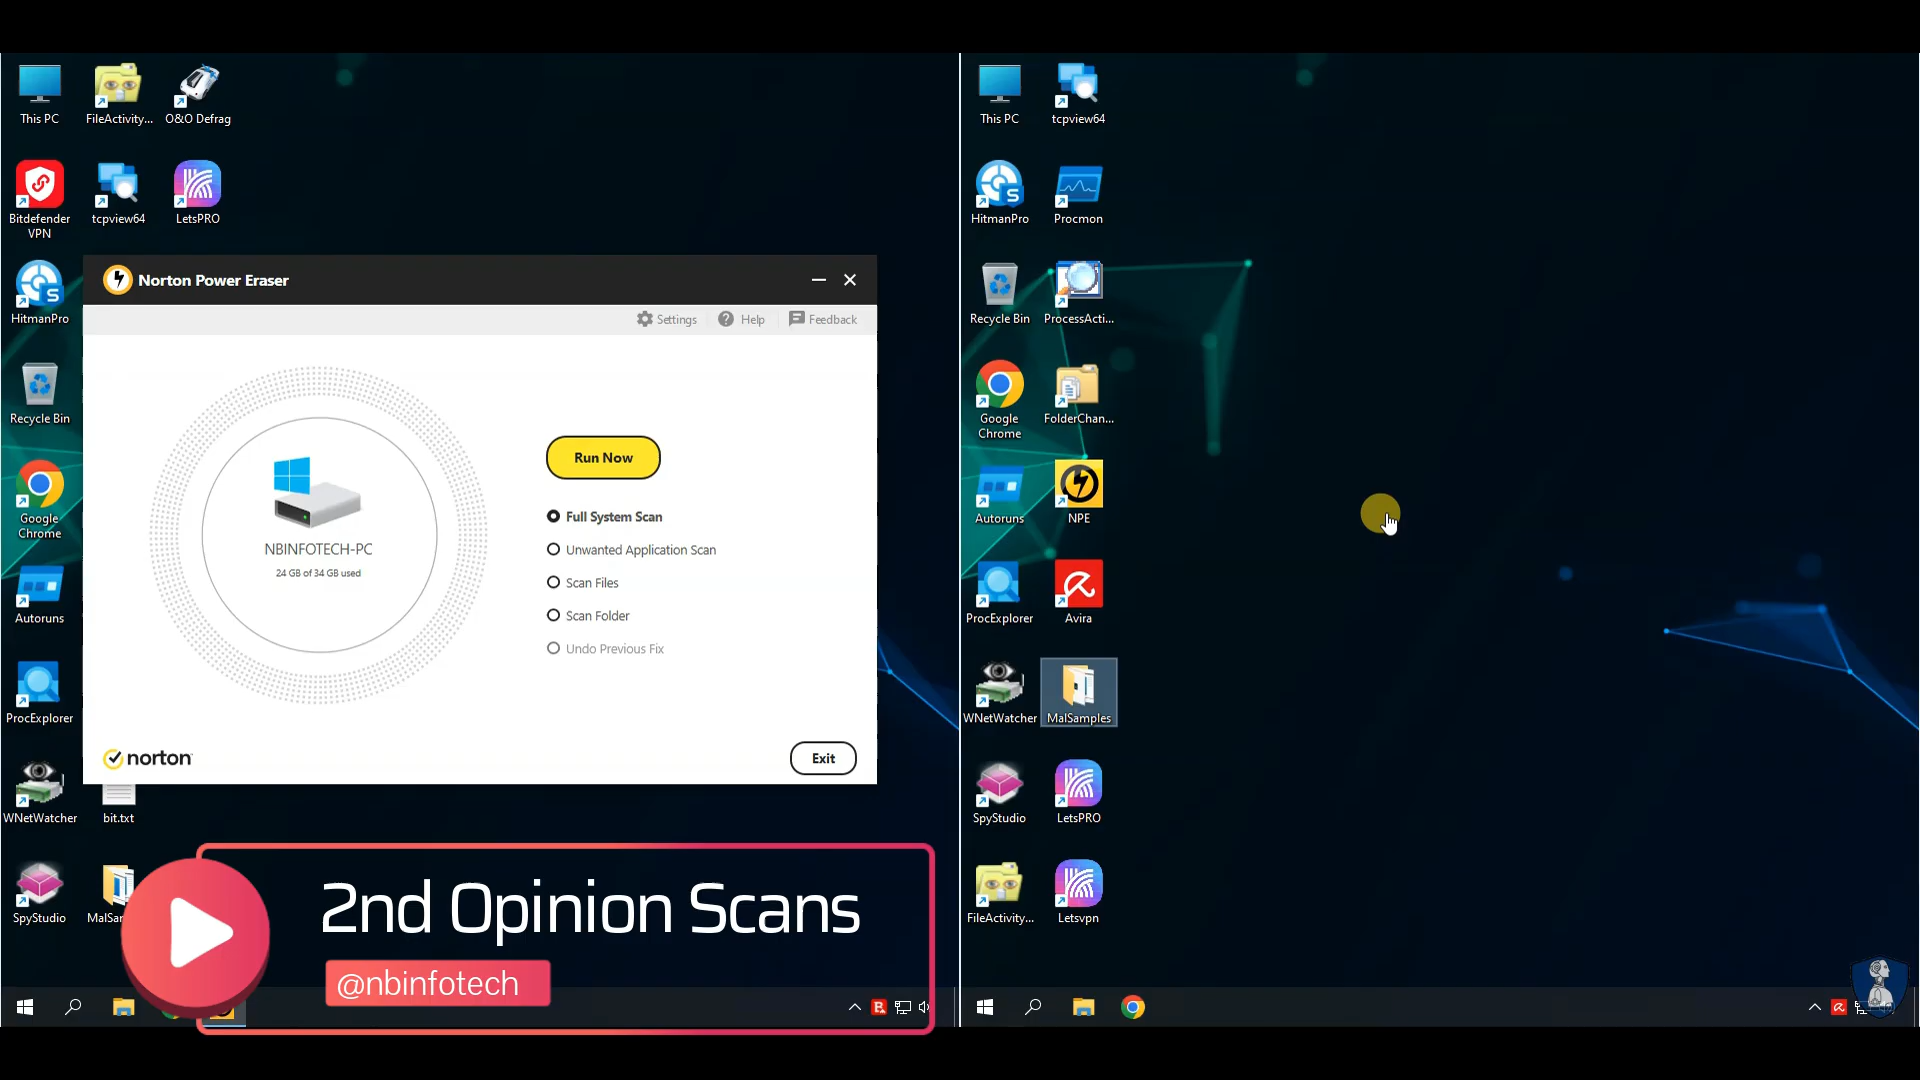 This PC
FileActivity...
O&O Defrag
Bitdefender
VPN
tcpview64
LetsPRO
HitmanPro
Recycle Bin
Google
Chrome
Autoruns
ProcExplorer
WNetWatcher
bit.txt
SpyStudio
MalSar
Norton Power Eraser
Settings
Help
Feedback
NBINFOTECH-PC
24 GB of 34 GB used
Run Now
Full System Scan
Unwanted Application Scan
Scan Files
Scan Folder
Undo Previous Fix
norton
Exit
2nd Opinion Scans
@nbinfotech
This PC
tcpview64
HitmanPro
Procmon
Recycle Bin
ProcessActi...
Google
Chrome
FolderChan...
Autoruns
NPE
ProcExplorer
Avira
WNetWatcher
MalSamples
SpyStudio
LetsPRO
FileActivity...
Letsvpn